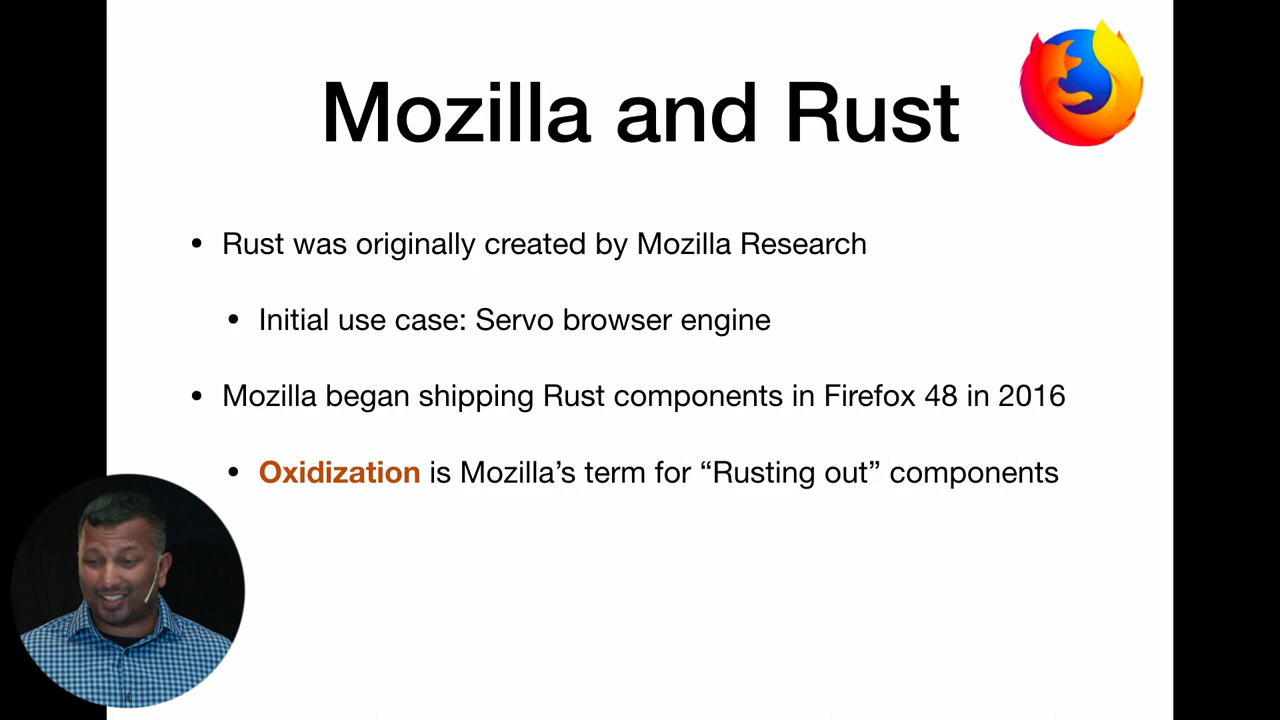 Mozilla and Rust
• Rust was originally created by Mozilla Research
• Initial use case: Servo browser engine
• Mozilla began shipping Rust components in Firefox 48 in 2016
• Oxidization is Mozilla’s term for “Rusting out” components